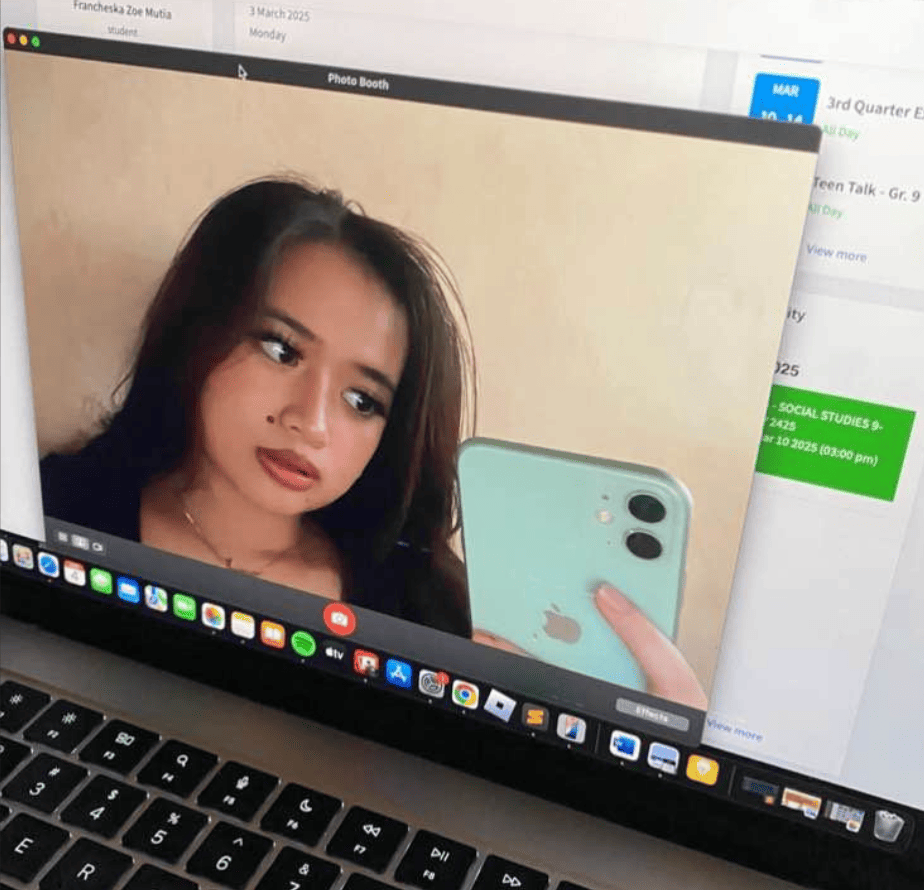 Francheska Zoe Mutia
student
3 March 2025
Monday
Photo Booth
MAR
10 - 14
3rd Quarter E
All Day
Teen Talk - Gr. 9
All Day
View more
ity
025
- SOCIAL STUDIES 9-
2425
ar 10 2025 (03:00 pm)
View more
Effects
4
tv
F3
F4
F5
F6
F7
F8
#
3
$
4
%
5
^
6
&
7
E
R